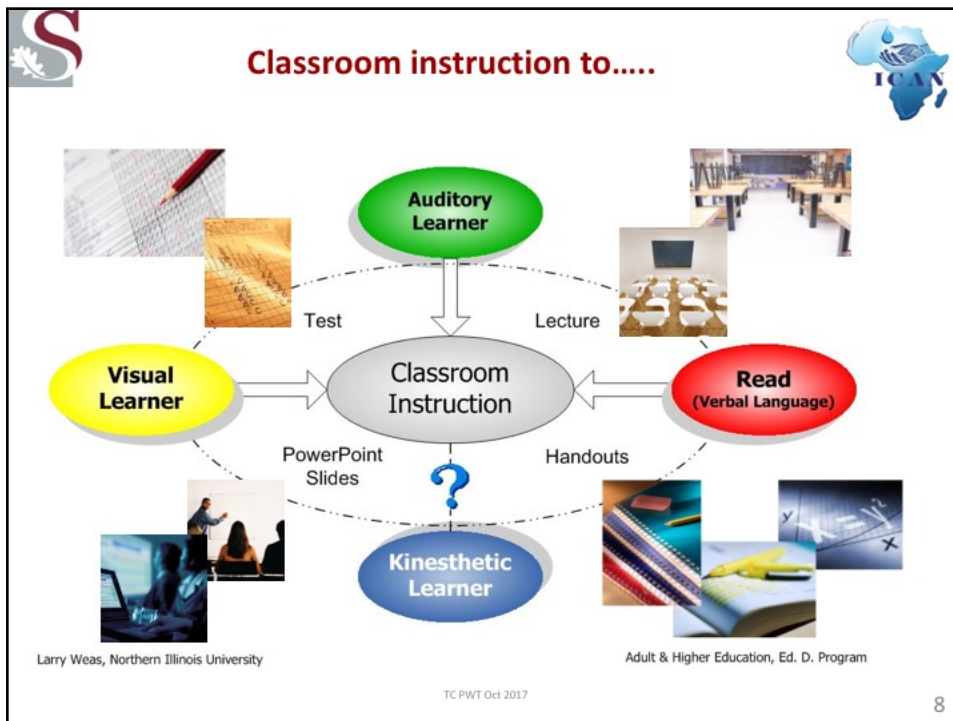 S
Classroom instruction to…..
ICAN
Auditory
Learner
Test
Lecture
Visual
Learner
Classroom
Instruction
Read
(Verbal Language)
PowerPoint
Slides
Handouts
?
Kinesthetic
Learner
y
x
Larry Weas, Northern Illinois University
Adult & Higher Education, Ed. D. Program
TC PWT Oct 2017
8